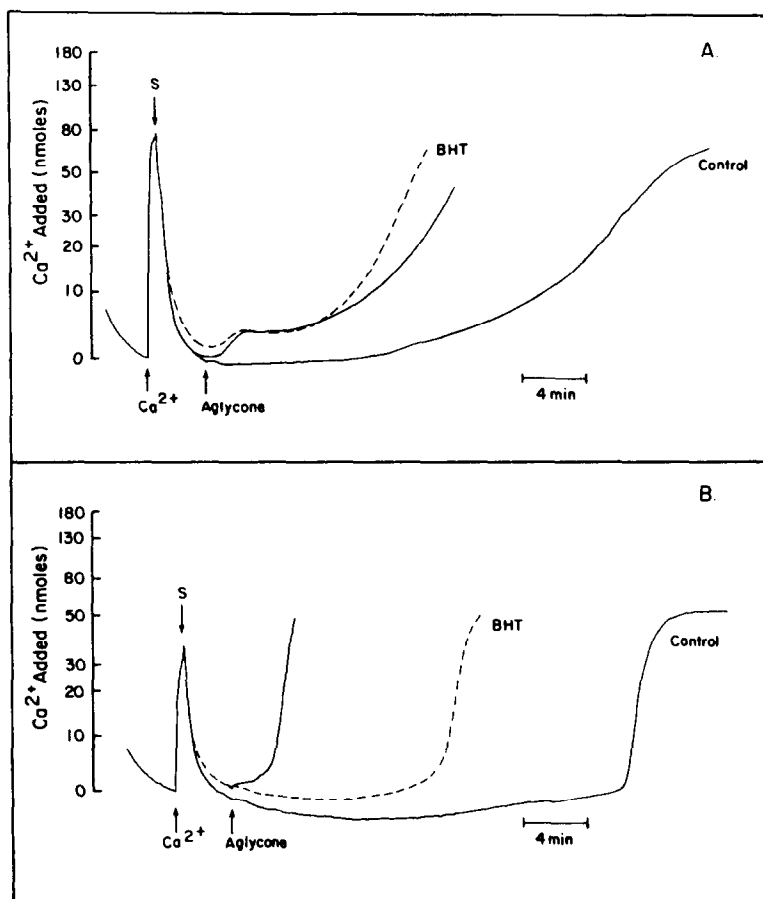 A.
180
130
80
50
30
20
10
0
Ca2+ Added (nmoles)
S
BHT
Control
Ca2+
Aglycone
4 min
B.
180
130
80
50
30
20
10
0
Ca2+ Added (nmoles)
S
BHT
Control
Ca2+
Aglycone
4 min